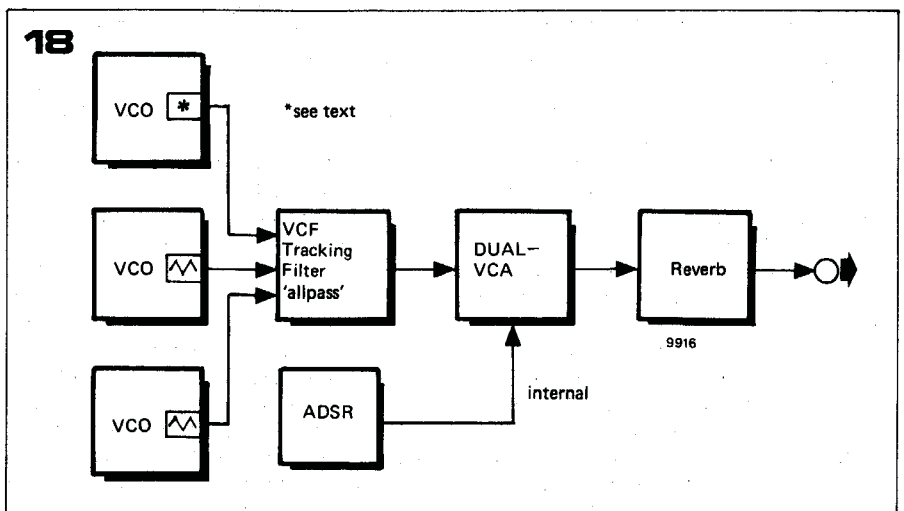 18
VCO *
*see text
VCO
VCF
Tracking
Filter
'allpass'
DUAL-
VCA
Reverb
9916
internal
VCO
ADSR